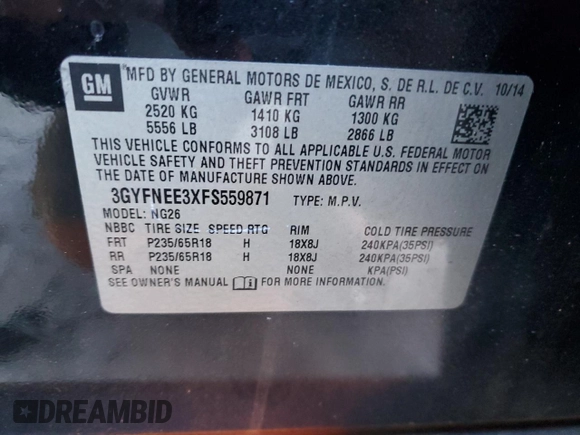 GM
MFD BY GENERAL MOTORS DE MEXICO, S. DE R.L. DE C.V. 10/14
GVWR GAWR FRT GAWR RR
2520 KG 1410 KG 1300 KG
5556 LB 3108 LB 2866 LB
THIS VEHICLE CONFORMS TO ALL APPLICABLE U.S. FEDERAL MOTOR
VEHICLE SAFETY AND THEFT PREVENTION STANDARDS IN EFFECT ON
THE DATE OF MANUFACTURE SHOWN ABOVE.
3GYFNEE3XFS559871 TYPE: M.P.V.
MODEL: NG26
NBBC TIRE SIZE SPEED RTG RIM COLD TIRE PRESSURE
FRT P235/65R18 H 18X8J 240KPA(35PSI)
RR P235/65R18 H 18X8J 240KPA(35PSI)
SPA NONE NONE KPA(PSI)
SEE OWNER'S MANUAL FOR MORE INFORMATION.
DREAMBID